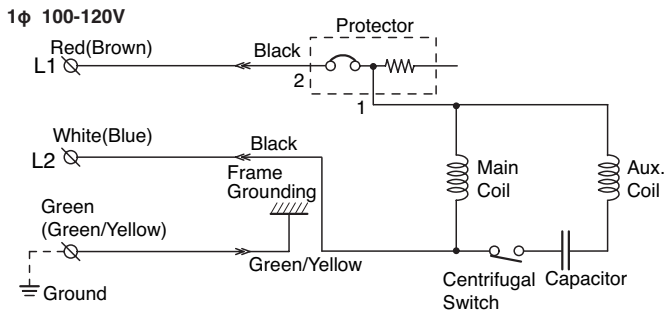 1ϕ 100-120V
Protector
Red(Brown)
L1
Black
2
1
White(Blue)
L2
Black
Frame
Grounding
Main
Coil
Aux.
Coil
Green
(Green/Yellow)
Green/Yellow
Ground
Centrifugal
Switch
Capacitor